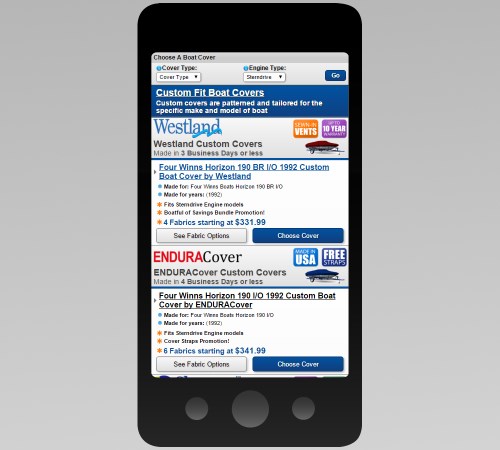 Choose A Boat Cover
Cover Type: Engine Type:
Cover Type Sterndrive Go
Custom Fit Boat Covers
Custom covers are patterned and tailored for the
specific make and model of boat
Westland SEWN IN VENTS UP TO 10 YEAR WARRANTY
Westland Custom Covers
Made in 3 Business Days or less
Four Winns Horizon 190 BR I/O 1992 Custom
Boat Cover by Westland
Made for: Four Winns Boats Horizon 190 BR I/O
Made for years: (1992)
Fits Sterndrive Engine models
Boatful of Savings Bundle Promotion!
4 Fabrics starting at $331.99
See Fabric Options Choose Cover
ENDURACover MADE IN USA FREE STRAPS
ENDURACover Custom Covers
Made in 4 Business Days or less
Four Winns Horizon 190 I/O 1992 Custom Boat
Cover by ENDURACover
Made for: Four Winns Boats Horizon 190 I/O
Made for years: (1992)
Fits Sterndrive Engine models
Cover Straps Promotion!
6 Fabrics starting at $341.99
See Fabric Options Choose Cover